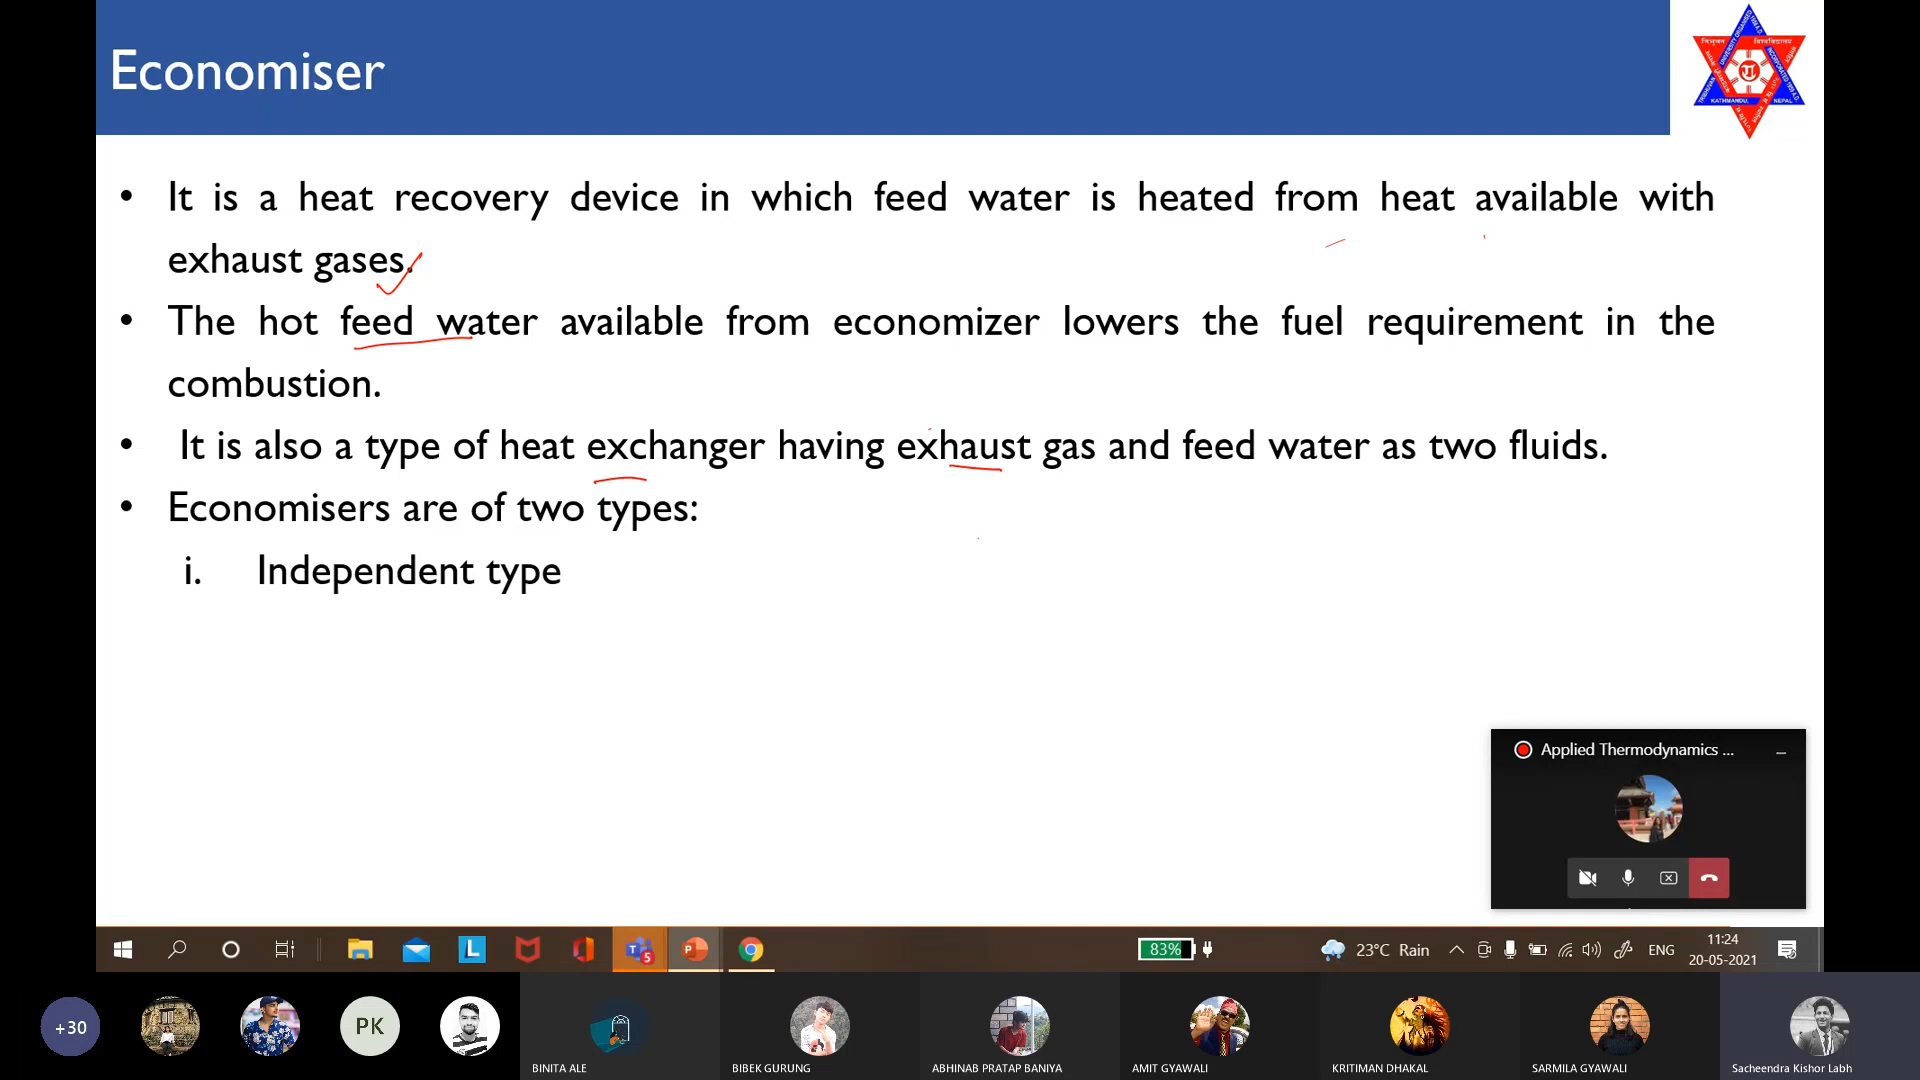 Economiser
KATHMANDU, NEPAL
• It is a heat recovery device in which feed water is heated from heat available with
exhaust gases.
• The hot feed water available from economizer lowers the fuel requirement in the
combustion.
• It is also a type of heat exchanger having exhaust gas and feed water as two fluids.
• Economisers are of two types:
i. Independent type
Applied Thermodynamics ...
83%
23°C Rain
ENG
11:24
20-05-2021
+30
PK
BINITA ALE
BIBEK GURUNG
ABHINAB PRATAP BANIYA
AMIT GYAWALI
KRITIMAN DHAKAL
SARMILA GYAWALI
Sacheendra Kishor Labh